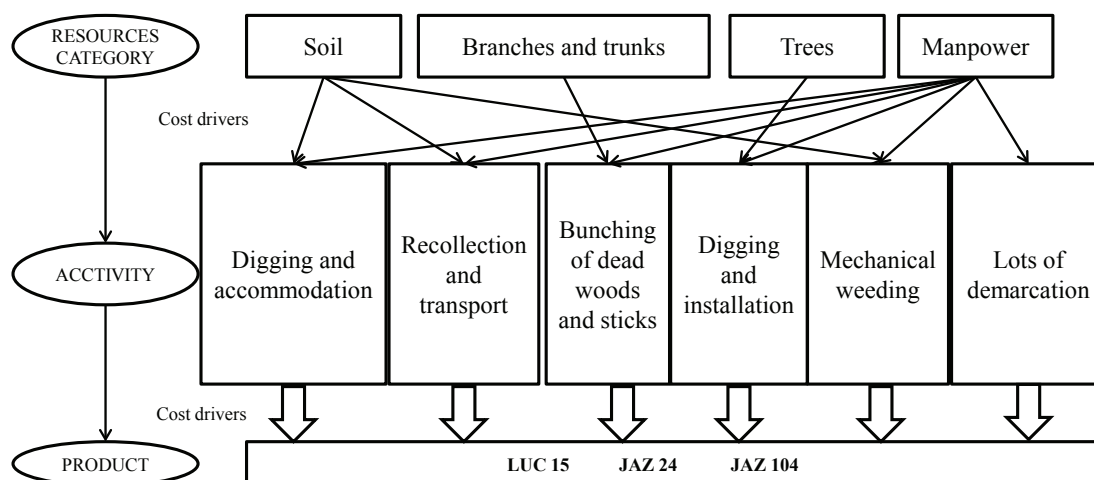 RESOURCES
CATEGORY
Soil
Branches and trunks
Trees
Manpower
Cost drivers
ACCTIVITY
Digging and
accommodation
Recollection
and
transport
Bunching
of dead
woods
and sticks
Digging
and
installation
Mechanical
weeding
Lots of
demarcation
Cost drivers
PRODUCT
LUC 15 JAZ 24 JAZ 104